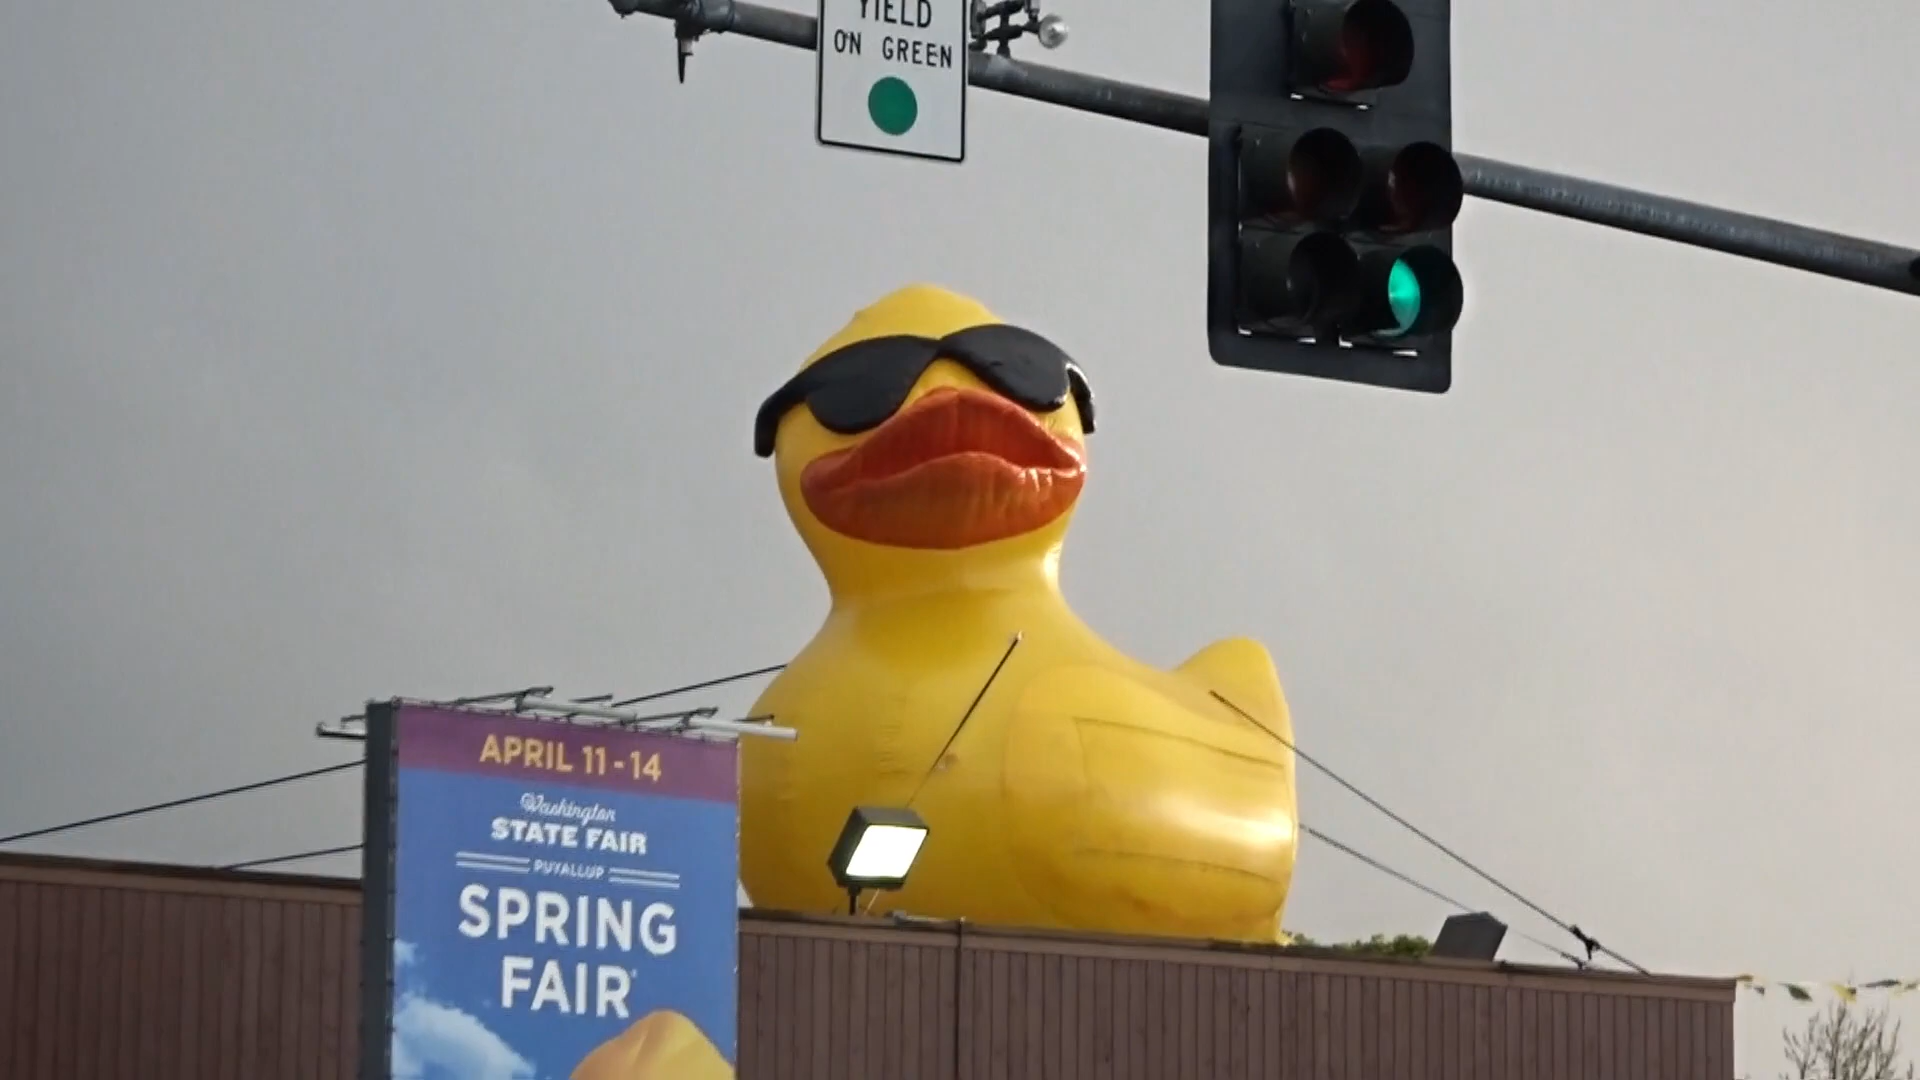 YIELD
ON GREEN
APRIL 11-14
Washington
STATE FAIR
PUYALLUP
SPRING
FAIR